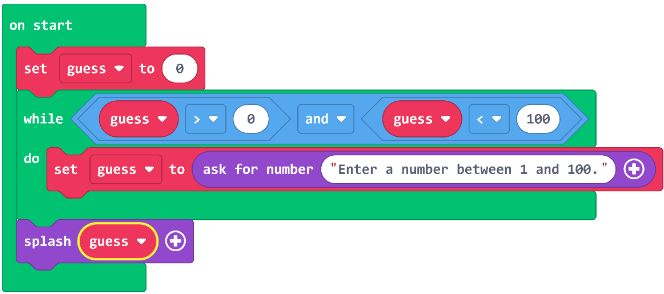 on start
set guess to 0
while guess > 0 and guess < 100
do set guess to ask for number "Enter a number between 1 and 100."
splash guess